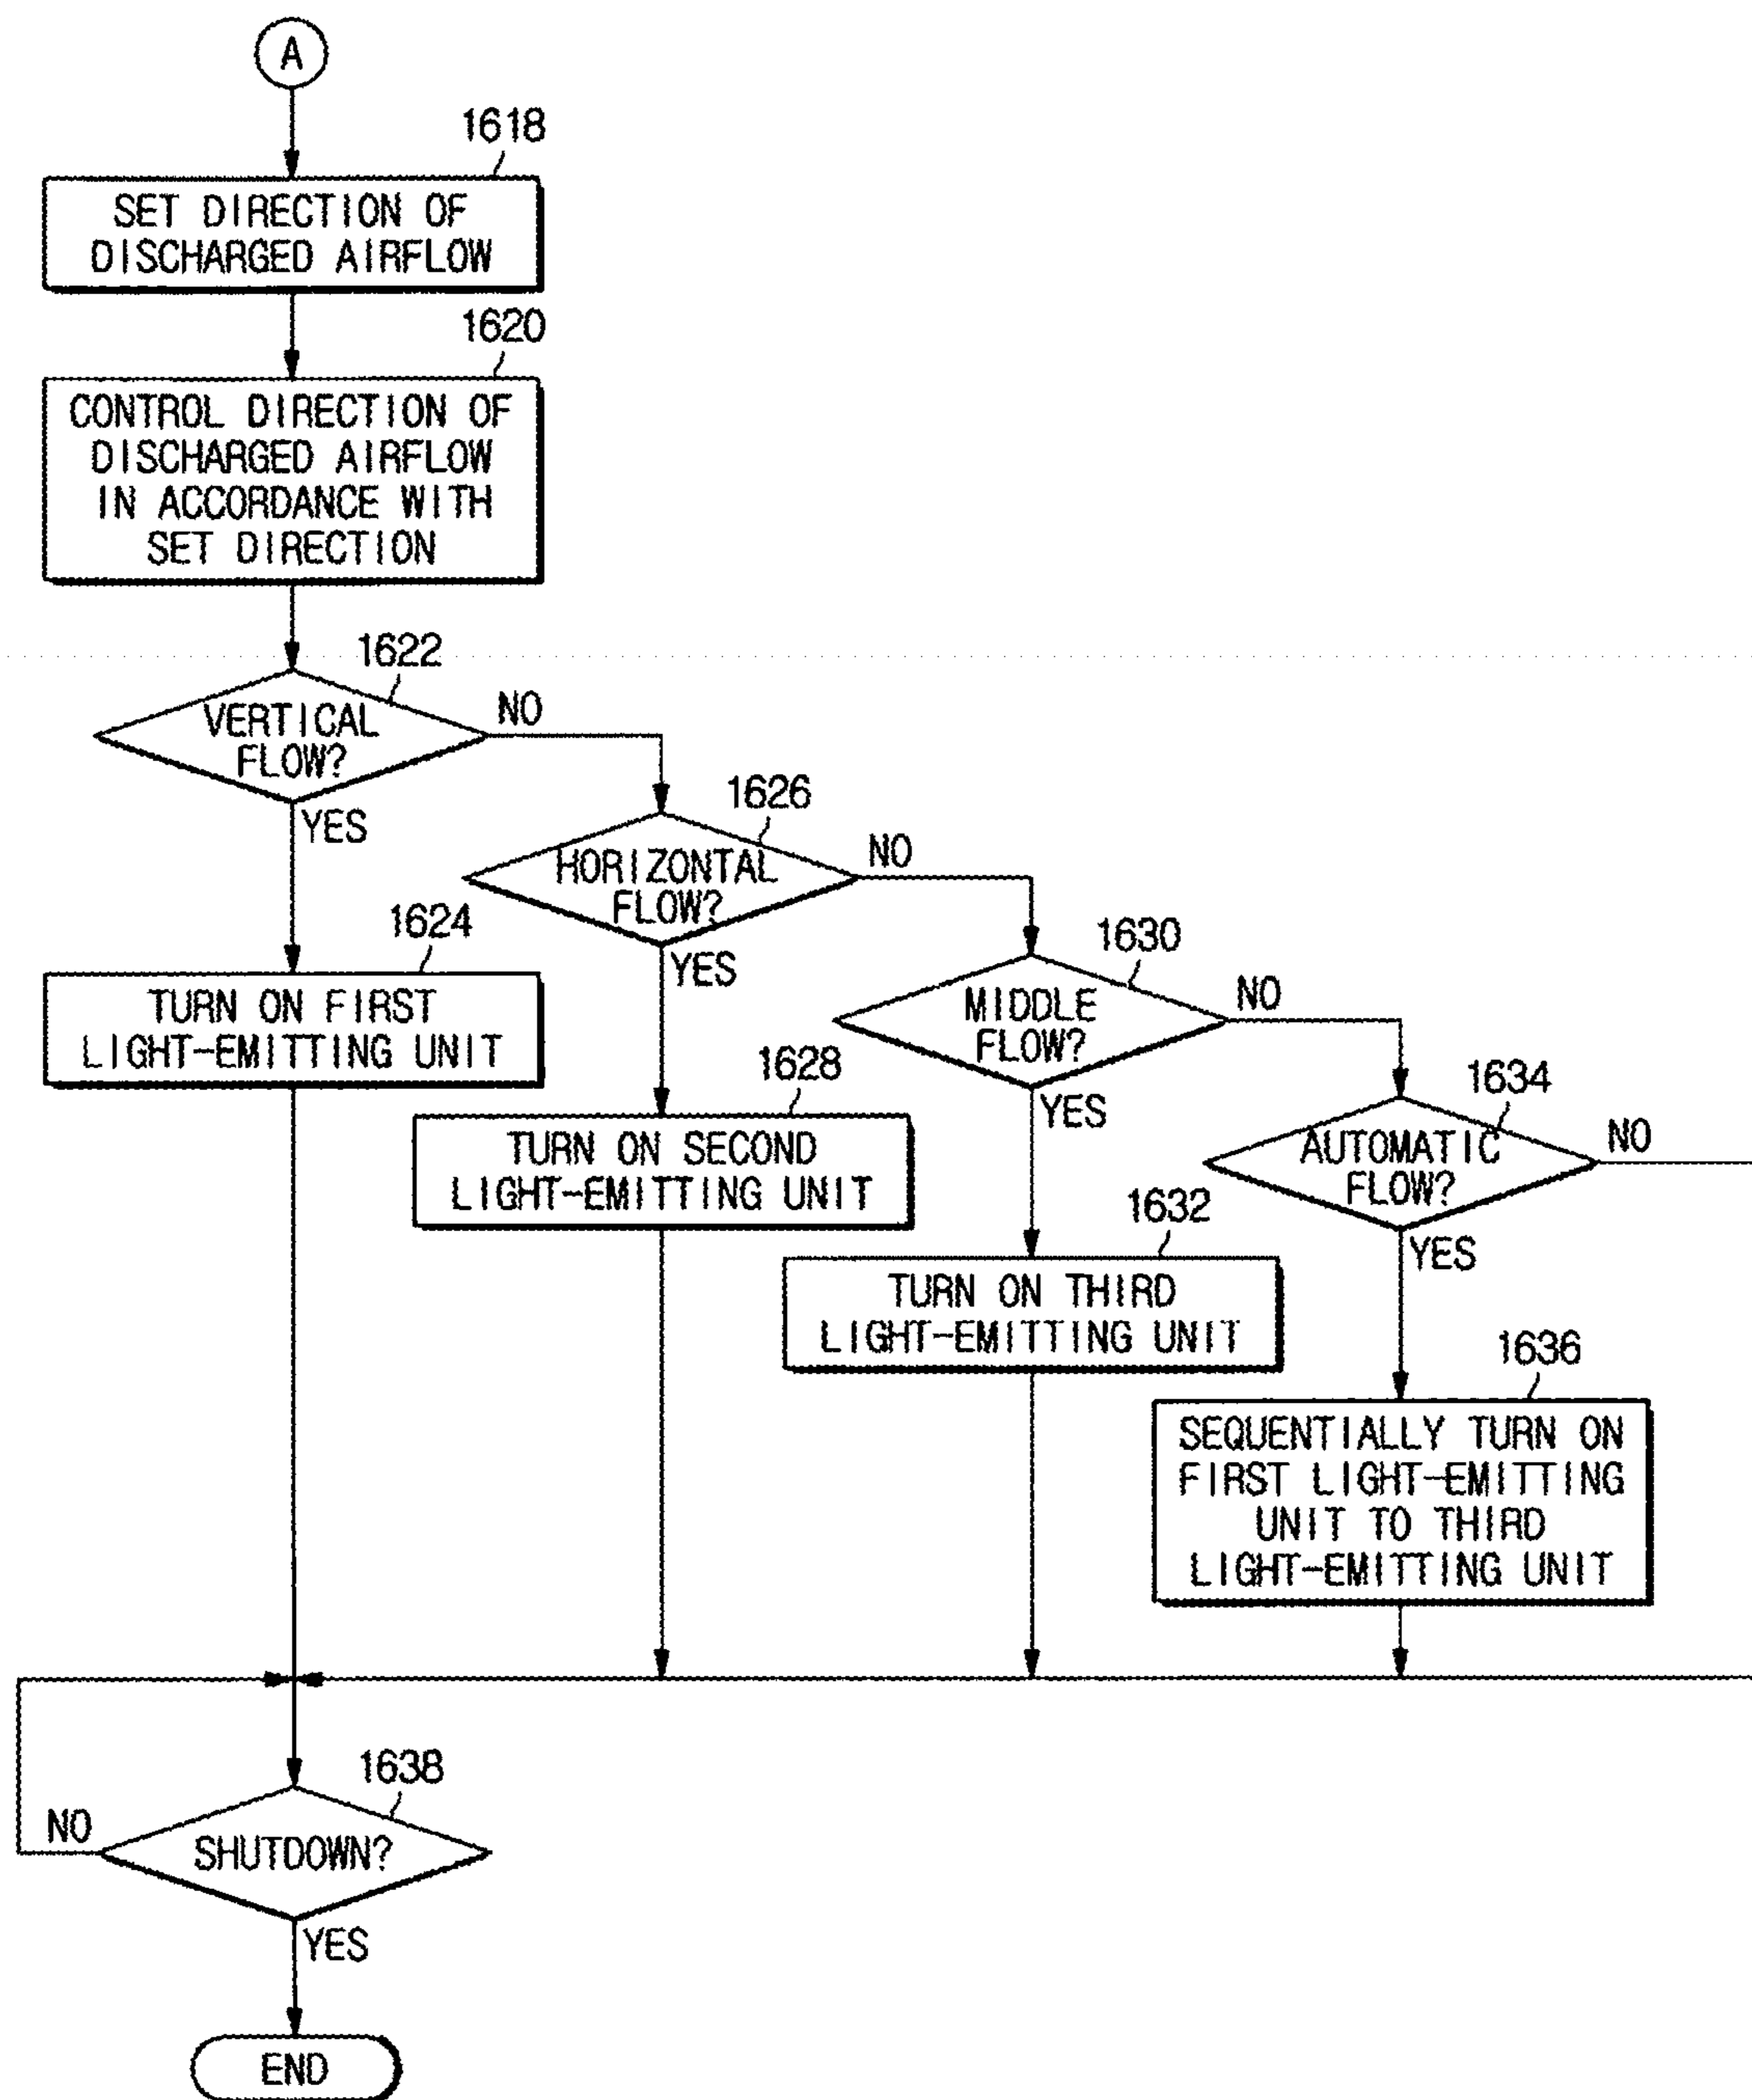 A
1618
SET DIRECTION OF
DISCHARGED AIRFLOW
1620
CONTROL DIRECTION OF
DISCHARGED AIRFLOW
IN ACCORDANCE WITH
SET DIRECTION
1622
VERTICAL
FLOW?
NO
YES
1626
HORIZONTAL
FLOW?
NO
YES
1624
TURN ON FIRST
LIGHT-EMITTING UNIT
1630
MIDDLE
FLOW?
NO
YES
1628
TURN ON SECOND
LIGHT-EMITTING UNIT
1634
AUTOMATIC
FLOW?
NO
YES
1632
TURN ON THIRD
LIGHT-EMITTING UNIT
1636
SEQUENTIALLY TURN ON
FIRST LIGHT-EMITTING
UNIT TO THIRD
LIGHT-EMITTING UNIT
1638
SHUTDOWN?
NO
YES
END